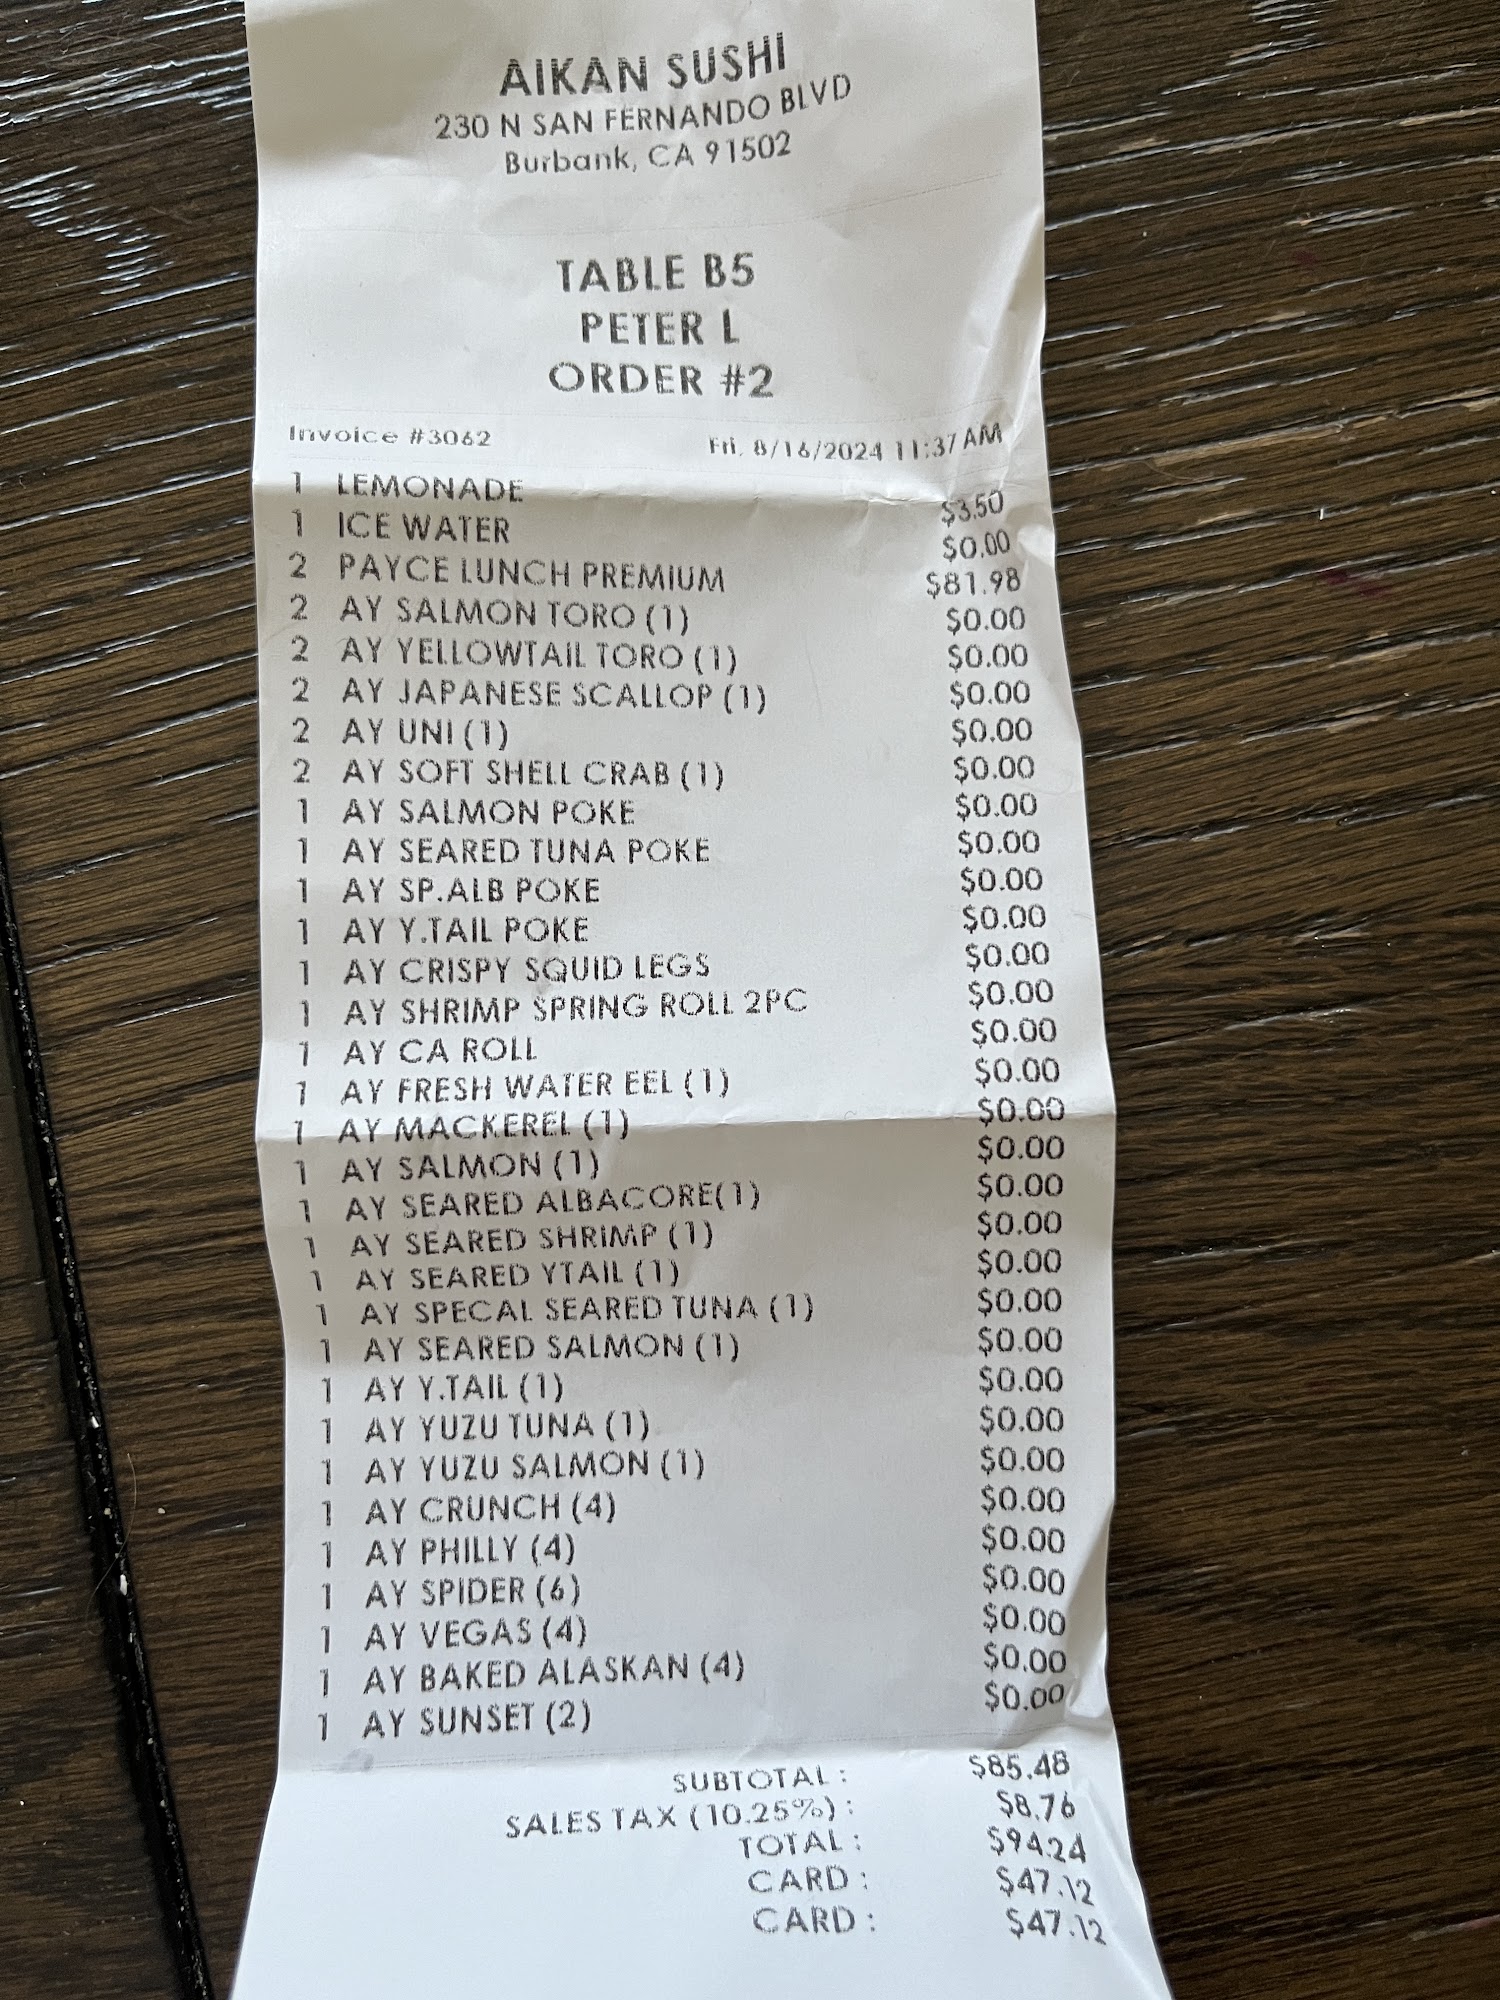 AIKAN SUSHI
230 N SAN FERNANDO BLVD
Burbank, CA 91502
TABLE B5
PETER L
ORDER #2
Invoice #3062 Fri, 8/16/2024 11:37 AM
1 LEMONADE $3.50
1 ICE WATER $0.00
2 PAYCE LUNCH PREMIUM $81.98
2 AY SALMON TORO (1) $0.00
2 AY YELLOWTAIL TORO (1) $0.00
2 AY JAPANESE SCALLOP (1) $0.00
2 AY UNI (1) $0.00
2 AY SOFT SHELL CRAB (1) $0.00
1 AY SALMON POKE $0.00
1 AY SEARED TUNA POKE $0.00
1 AY SP.ALB POKE $0.00
1 AY Y.TAIL POKE $0.00
1 AY CRISPY SQUID LEGS $0.00
1 AY SHRIMP SPRING ROLL 2PC $0.00
1 AY CA ROLL $0.00
1 AY FRESH WATER EEL (1) $0.00
1 AY MACKEREL (1) $0.00
1 AY SALMON (1) $0.00
1 AY SEARED ALBACORE(1) $0.00
1 AY SEARED SHRIMP (1) $0.00
1 AY SEARED YTAIL (1) $0.00
1 AY SPECAL SEARED TUNA (1) $0.00
1 AY SEARED SALMON (1) $0.00
1 AY Y.TAIL (1) $0.00
1 AY YUZU TUNA (1) $0.00
1 AY YUZU SALMON (1) $0.00
1 AY CRUNCH (4) $0.00
1 AY PHILLY (4) $0.00
1 AY SPIDER (6) $0.00
1 AY VEGAS (4) $0.00
1 AY BAKED ALASKAN (4) $0.00
1 AY SUNSET (2) $0.00
SUBTOTAL : $85.48
SALES TAX (10.25%) : $8.76
TOTAL : $94.24
CARD : $47.12
CARD : $47.12